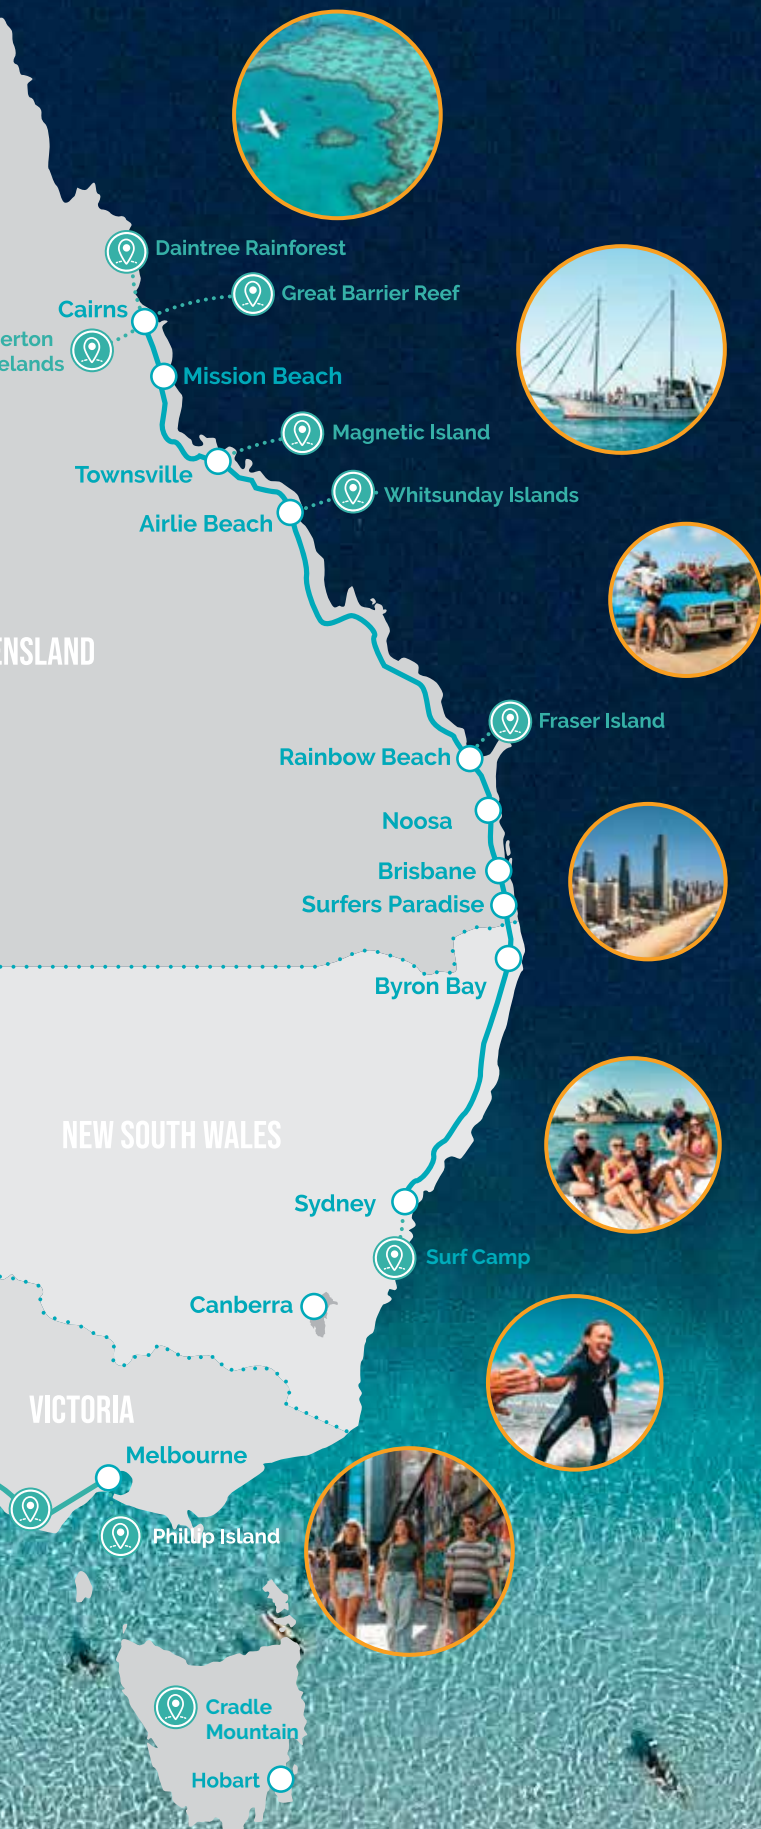 Daintree Rainforest
Great Barrier Reef
Cairns
erton
elands
Mission Beach
Magnetic Island
Townsville
Whitsunday Islands
Airlie Beach
ENSLAND
Fraser Island
Rainbow Beach
Noosa
Brisbane
Surfers Paradise
Byron Bay
NEW SOUTH WALES
Sydney
Surf Camp
Canberra
VICTORIA
Melbourne
Phillip Island
Cradle
Mountain
Hobart